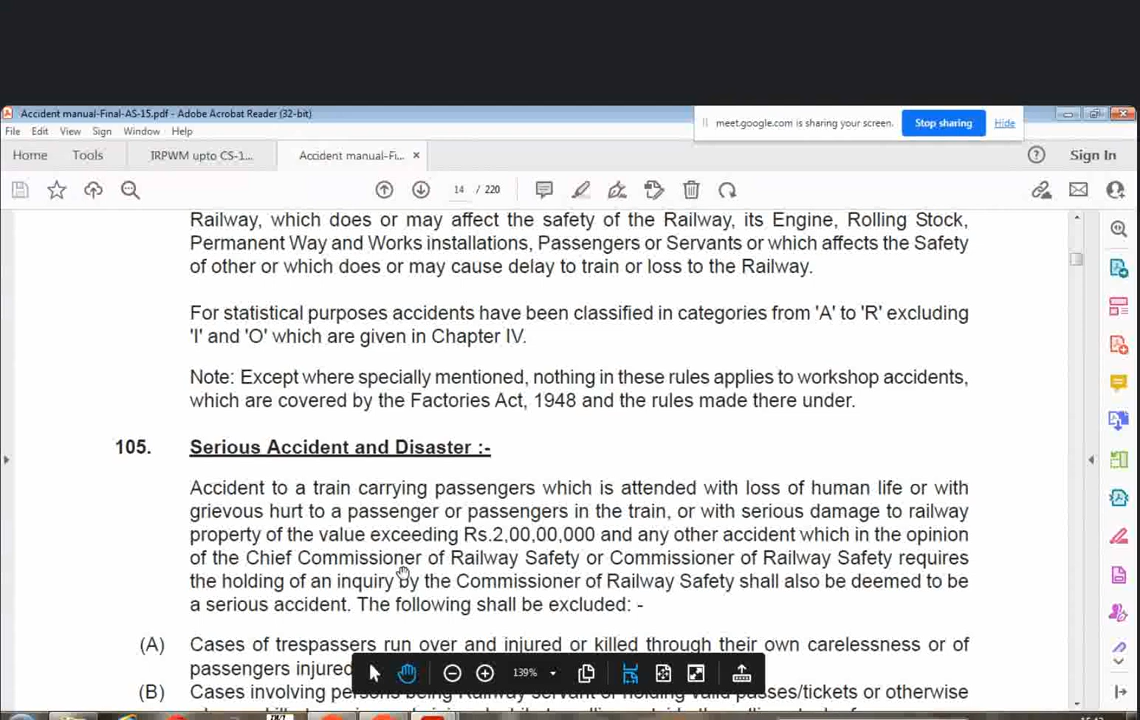 Accident manual-Final-AS-15.pdf - Adobe Acrobat Reader (32-bit)
meet.google.com is sharing your screen.
Stop sharing
Hide
File Edit View Sign Window Help
Home Tools IRPWM upto CS-1... Accident manual-Fi... × Sign In
14 / 220
Railway, which does or may affect the safety of the Railway, its Engine, Rolling Stock,
Permanent Way and Works installations, Passengers or Servants or which affects the Safety
of other or which does or may cause delay to train or loss to the Railway.
For statistical purposes accidents have been classified in categories from 'A' to 'R' excluding
'I' and 'O' which are given in Chapter IV.
Note: Except where specially mentioned, nothing in these rules applies to workshop accidents,
which are covered by the Factories Act, 1948 and the rules made there under.
105. Serious Accident and Disaster :-
Accident to a train carrying passengers which is attended with loss of human life or with
grievous hurt to a passenger or passengers in the train, or with serious damage to railway
property of the value exceeding Rs.2,00,00,000 and any other accident which in the opinion
of the Chief Commissioner of Railway Safety or Commissioner of Railway Safety requires
the holding of an inquiry by the Commissioner of Railway Safety shall also be deemed to be
a serious accident. The following shall be excluded: -
(A) Cases of trespassers run over and injured or killed through their own carelessness or of
passengers injured
139%
(B) Cases involving persons being Railway servant or holding valid passes/tickets or otherwise